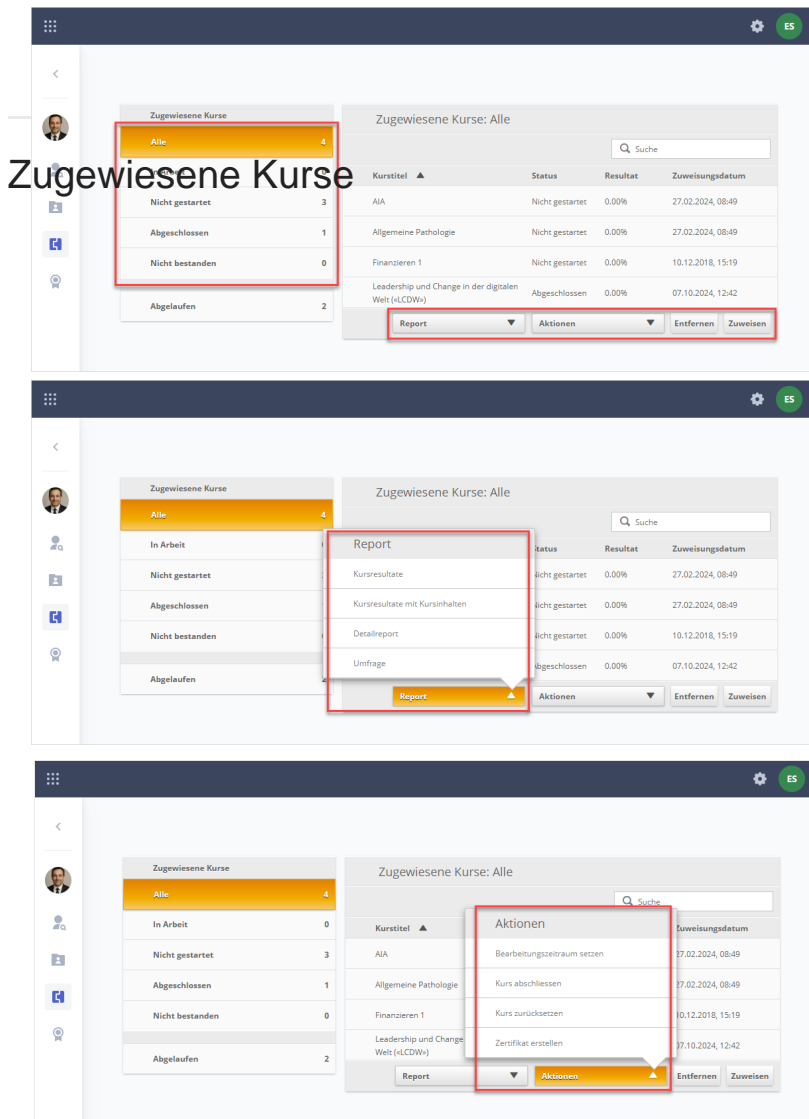 ES
Zugewiesene Kurse
Zugewiesene Kurse: Alle
Alle 4
Suche
Zugewiesene Kurse
Kurstitel ▲ Status Resultat Zuweisungsdatum
Nicht gestartet 3
AIA Nicht gestartet 0.00% 27.02.2024, 08:49
Abgeschlossen 1
Allgemeine Pathologie Nicht gestartet 0.00% 27.02.2024, 08:49
Nicht bestanden 0
Finanzieren 1 Nicht gestartet 0.00% 10.12.2018, 15:19
Leadership und Change in der digitalen
Welt («LCDW») Abgeschlossen 0.00% 07.10.2024, 12:42
Abgelaufen 2
Report ▼ Aktionen ▼ Entfernen Zuweisen
ES
Zugewiesene Kurse
Zugewiesene Kurse: Alle
Alle 4
Suche
In Arbeit
Report
Status Resultat Zuweisungsdatum
Nicht gestartet
Kursresultate
Nicht gestartet 0.00% 27.02.2024, 08:49
Abgeschlossen
Kursresultate mit Kursinhalten
Nicht gestartet 0.00% 27.02.2024, 08:49
Nicht bestanden
Detailreport
Nicht gestartet 0.00% 10.12.2018, 15:19
Umfrage
Abgeschlossen 0.00% 07.10.2024, 12:42
Abgelaufen 2
Report ▲ Aktionen ▼ Entfernen Zuweisen
ES
Zugewiesene Kurse
Zugewiesene Kurse: Alle
Alle 4
Suche
In Arbeit 0
Kurstitel ▲
Aktionen
Zuweisungsdatum
Nicht gestartet 3
AIA
Bearbeitungszeitraum setzen
27.02.2024, 08:49
Abgeschlossen 1
Allgemeine Pathologie
Kurs abschliessen
27.02.2024, 08:49
Nicht bestanden 0
Finanzieren 1
Kurs zurücksetzen
10.12.2018, 15:19
Leadership und Change
Welt («LCDW»)
Zertifikat erstellen
07.10.2024, 12:42
Abgelaufen 2
Report ▼ Aktionen ▲ Entfernen Zuweisen